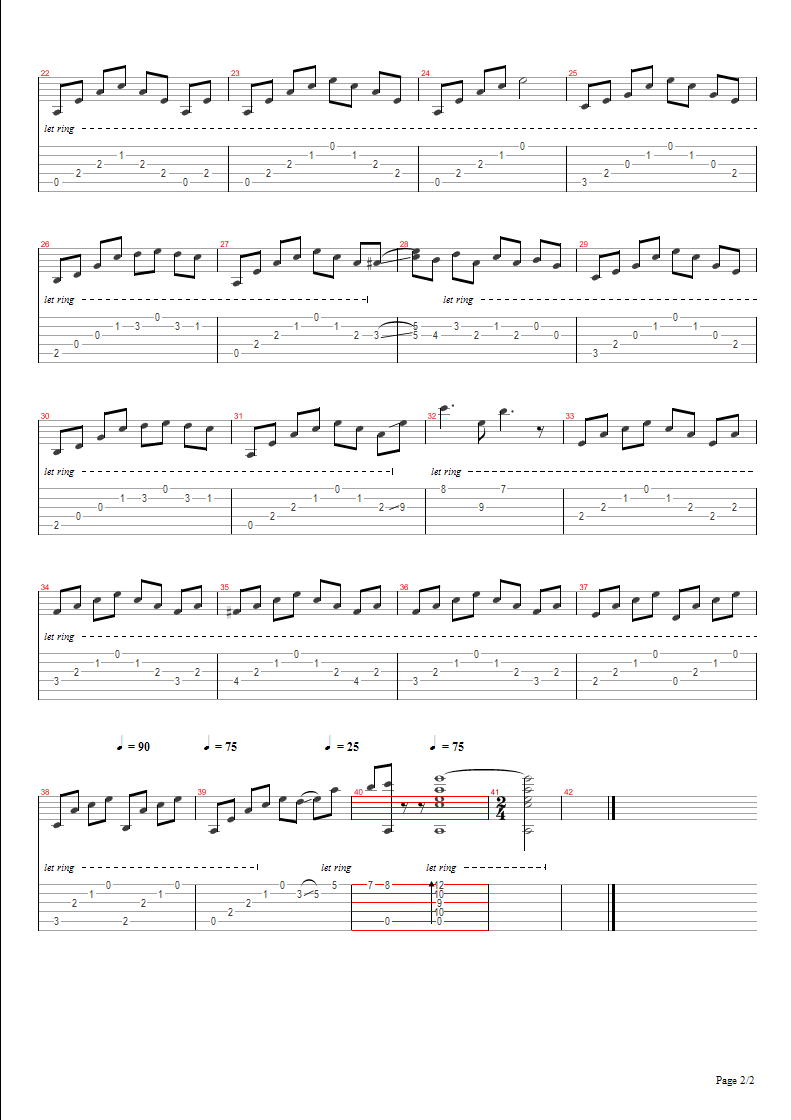 22 23 24 25
let ring
0 0 0
1 1 1 1 1 1
2 2 2 2 2 0 0
2 2 2 2 2 2 2 2
0 0 0 0 3
26 27 28 29
let ring let ring
0 0 0
1 3 3 1 1 1 5 3 1 1 1
0 2 2 3 5 4 2 2 0 0 0 0
0 2 2 2
2 0 3
30 31 32 33
let ring let ring
0 0 8 7 0
1 3 3 1 1 1 1 1
0 2 2 9 9 2 2 2
0 2 2 2
2 0
34 35 36 37
let ring
0 0 0 0 0
1 1 1 1 1 1 1 1
2 2 2 2 2 2 2 2 2 2 2
3 3 4 4 3 3 2 0
= 90 = 75 = 25 = 75
38 39 40 41 42
2
4
let ring let ring let ring
0 0 0 5 7 8 12
1 1 1 3 5 10
2 2 2 9
2 10
3 2 0 0 0
Page 2/2